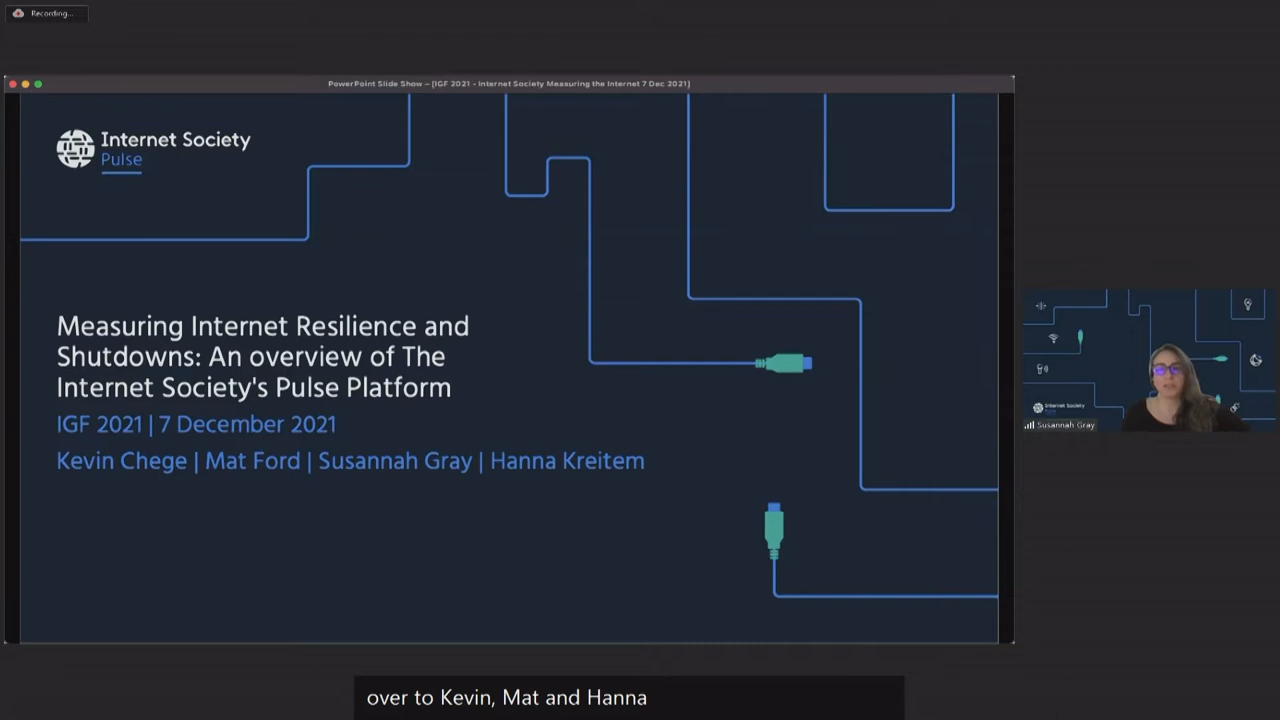 Recording...
PowerPoint Slide Show – [IGF 2021 - Internet Society Measuring the Internet 7 Dec 2021]
Internet Society
Pulse
Measuring Internet Resilience and
Shutdowns: An overview of The
Internet Society's Pulse Platform
IGF 2021 | 7 December 2021
Kevin Chege | Mat Ford | Susannah Gray | Hanna Kreitem
Internet Society
Susannah Gray
over to Kevin, Mat and Hanna